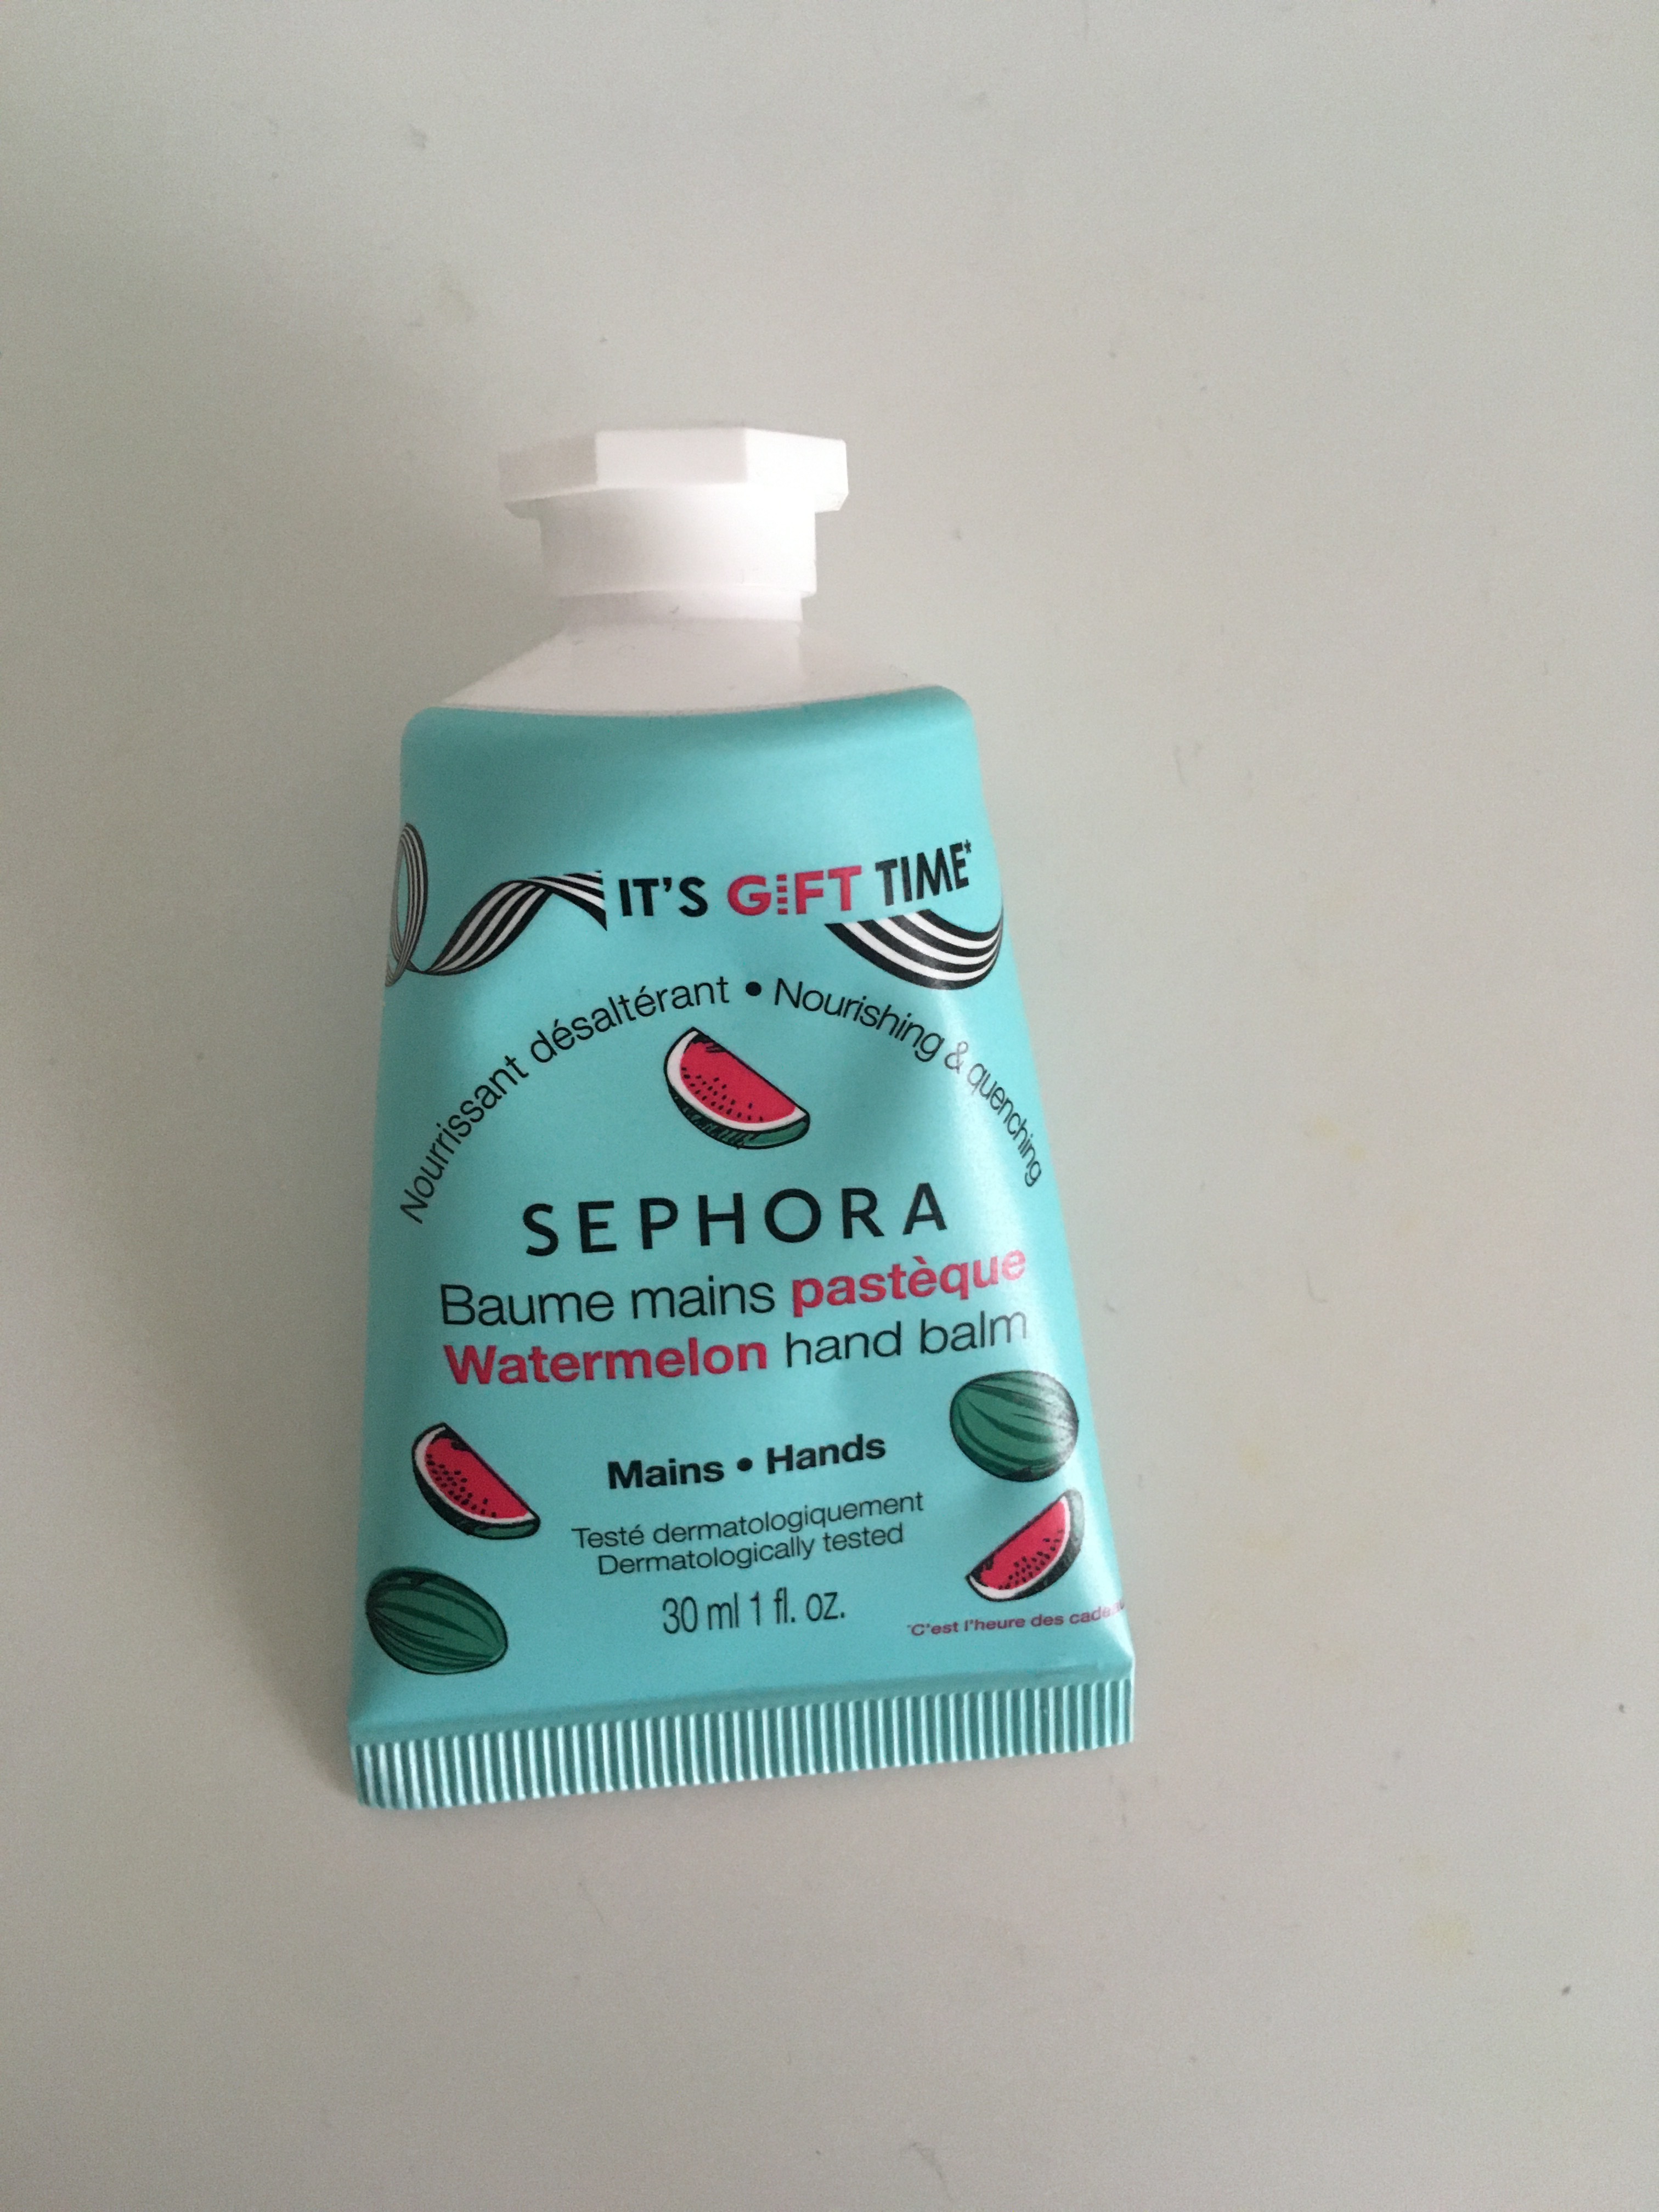 IT'S GIFT TIME*
Nourrissant désaltérant • Nourishing & quenching
SEPHORA
Baume mains pastèque
Watermelon hand balm
Mains • Hands
Testé dermatologiquement
Dermatologically tested
30 ml 1 fl. oz.
*C'est l'heure des